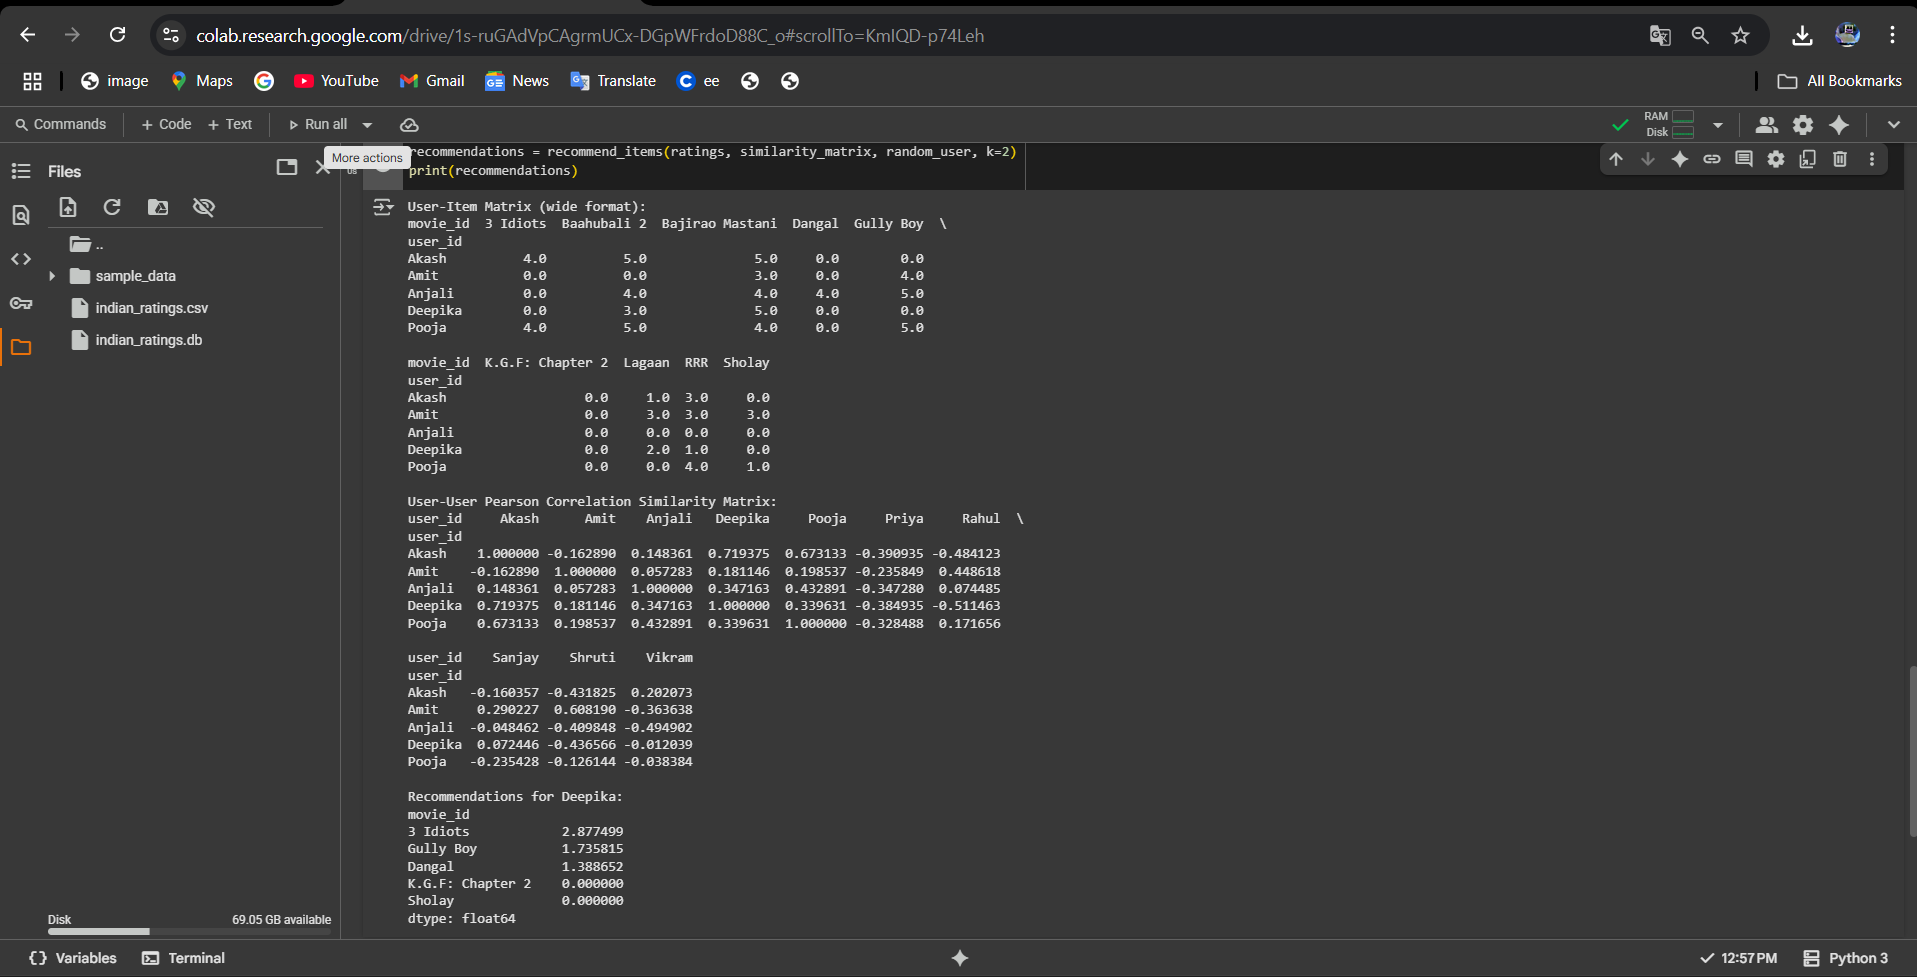 colab.research.google.com/drive/1s-ruGAdVpCAgrmUCx-DGpWFrdoD88C_o#scrollTo=KmIQD-p74Leh
image Maps YouTube Gmail News Translate ee All Bookmarks
Commands + Code + Text Run all RAM
Disk
Files
More actions
0s
recommendations = recommend_items(ratings, similarity_matrix, random_user, k=2)
print(recommendations)
..
sample_data
indian_ratings.csv
indian_ratings.db
User-Item Matrix (wide format):
movie_id  3 Idiots  Baahubali 2  Bajirao Mastani  Dangal  Gully Boy  \
user_id
Akash          4.0          5.0              5.0     0.0        0.0
Amit           0.0          0.0              3.0     0.0        4.0
Anjali         0.0          4.0              4.0     4.0        5.0
Deepika        0.0          3.0              5.0     0.0        0.0
Pooja          4.0          5.0              4.0     0.0        5.0
movie_id  K.G.F: Chapter 2  Lagaan  RRR  Sholay
user_id
Akash                  0.0     1.0  3.0     0.0
Amit                   0.0     3.0  3.0     3.0
Anjali                 0.0     0.0  0.0     0.0
Deepika                0.0     2.0  1.0     0.0
Pooja                  0.0     0.0  4.0     1.0
User-User Pearson Correlation Similarity Matrix:
user_id     Akash      Amit    Anjali   Deepika     Pooja     Priya     Rahul  \
user_id
Akash    1.000000 -0.162890  0.148361  0.719375  0.673133 -0.390935 -0.484123
Amit    -0.162890  1.000000  0.057283  0.181146  0.198537 -0.235849  0.448618
Anjali   0.148361  0.057283  1.000000  0.347163  0.432891 -0.347280  0.074485
Deepika  0.719375  0.181146  0.347163  1.000000  0.339631 -0.384935 -0.511463
Pooja    0.673133  0.198537  0.432891  0.339631  1.000000 -0.328488  0.171656
user_id    Sanjay    Shruti    Vikram
user_id
Akash   -0.160357 -0.431825  0.202073
Amit     0.290227  0.608190 -0.363638
Anjali  -0.048462 -0.409848 -0.494902
Deepika  0.072446 -0.436566 -0.012039
Pooja   -0.235428 -0.126144 -0.038384
Recommendations for Deepika:
movie_id
3 Idiots            2.877499
Gully Boy           1.735815
Dangal              1.388652
K.G.F: Chapter 2    0.000000
Sholay              0.000000
dtype: float64
Disk 69.05 GB available
Variables Terminal 12:57 PM Python 3